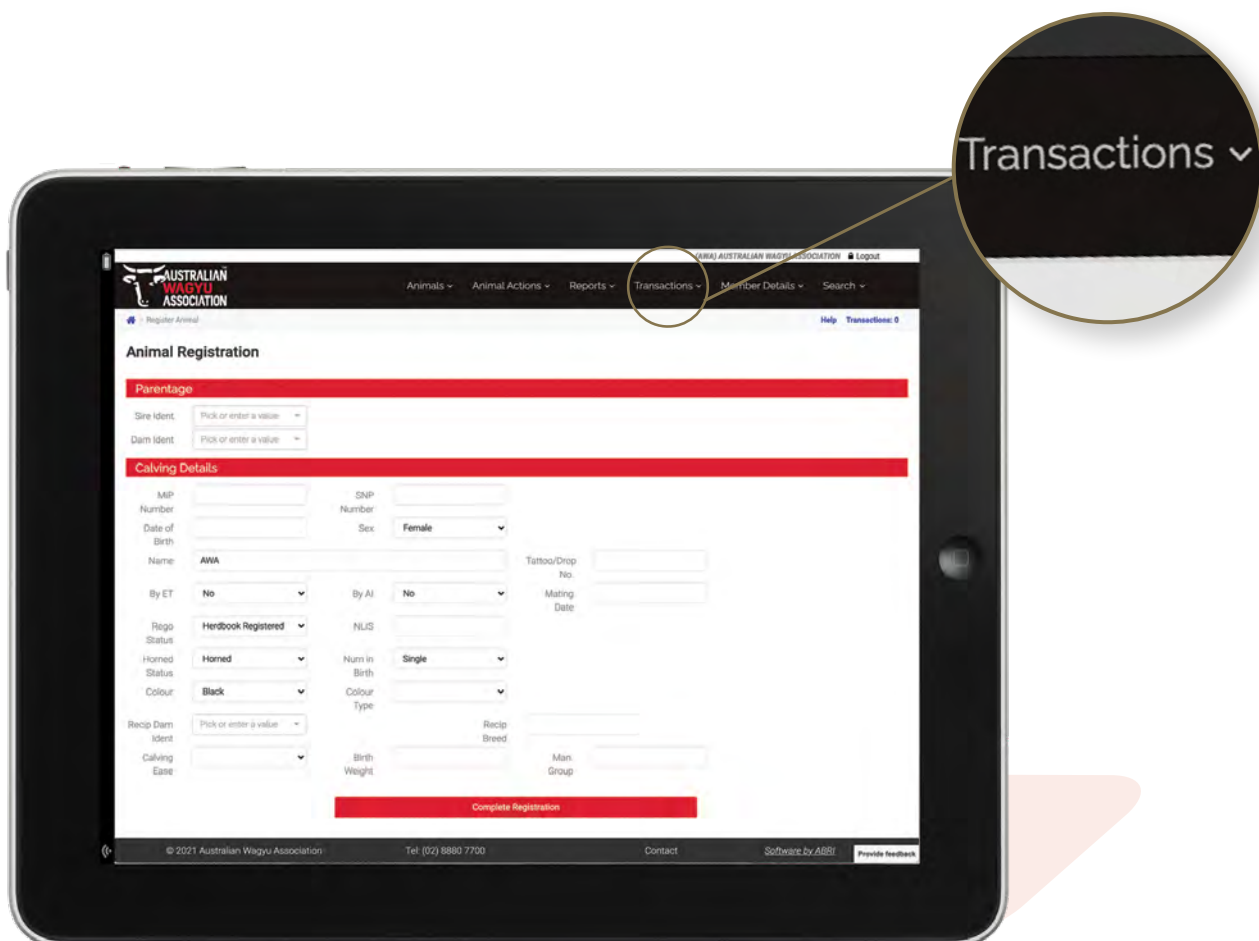 Transactions
(AWA) AUSTRALIAN WAGYU ASSOCIATION Logout
AUSTRALIAN
WAGYU
ASSOCIATION
Animals Animal Actions Reports Transactions Member Details Search
Register Animal Help Transactions: 0
Animal Registration
Parentage
Sire Ident Pick or enter a value
Dam Ident Pick or enter a value
Calving Details
MiP Number SNP Number
Date of Birth Sex Female
Name AWA Tattoo/Drop No.
By ET No By AI No Mating Date
Rego Status Herdbook Registered NLIS
Horned Status Horned Num in Birth Single
Colour Black Colour Type
Recip Dam Ident Pick or enter a value Recip Breed
Calving Ease Birth Weight Man. Group
Complete Registration
© 2021 Australian Wagyu Association Tel: (02) 8880 7700 Contact Software by ABRI Provide feedback